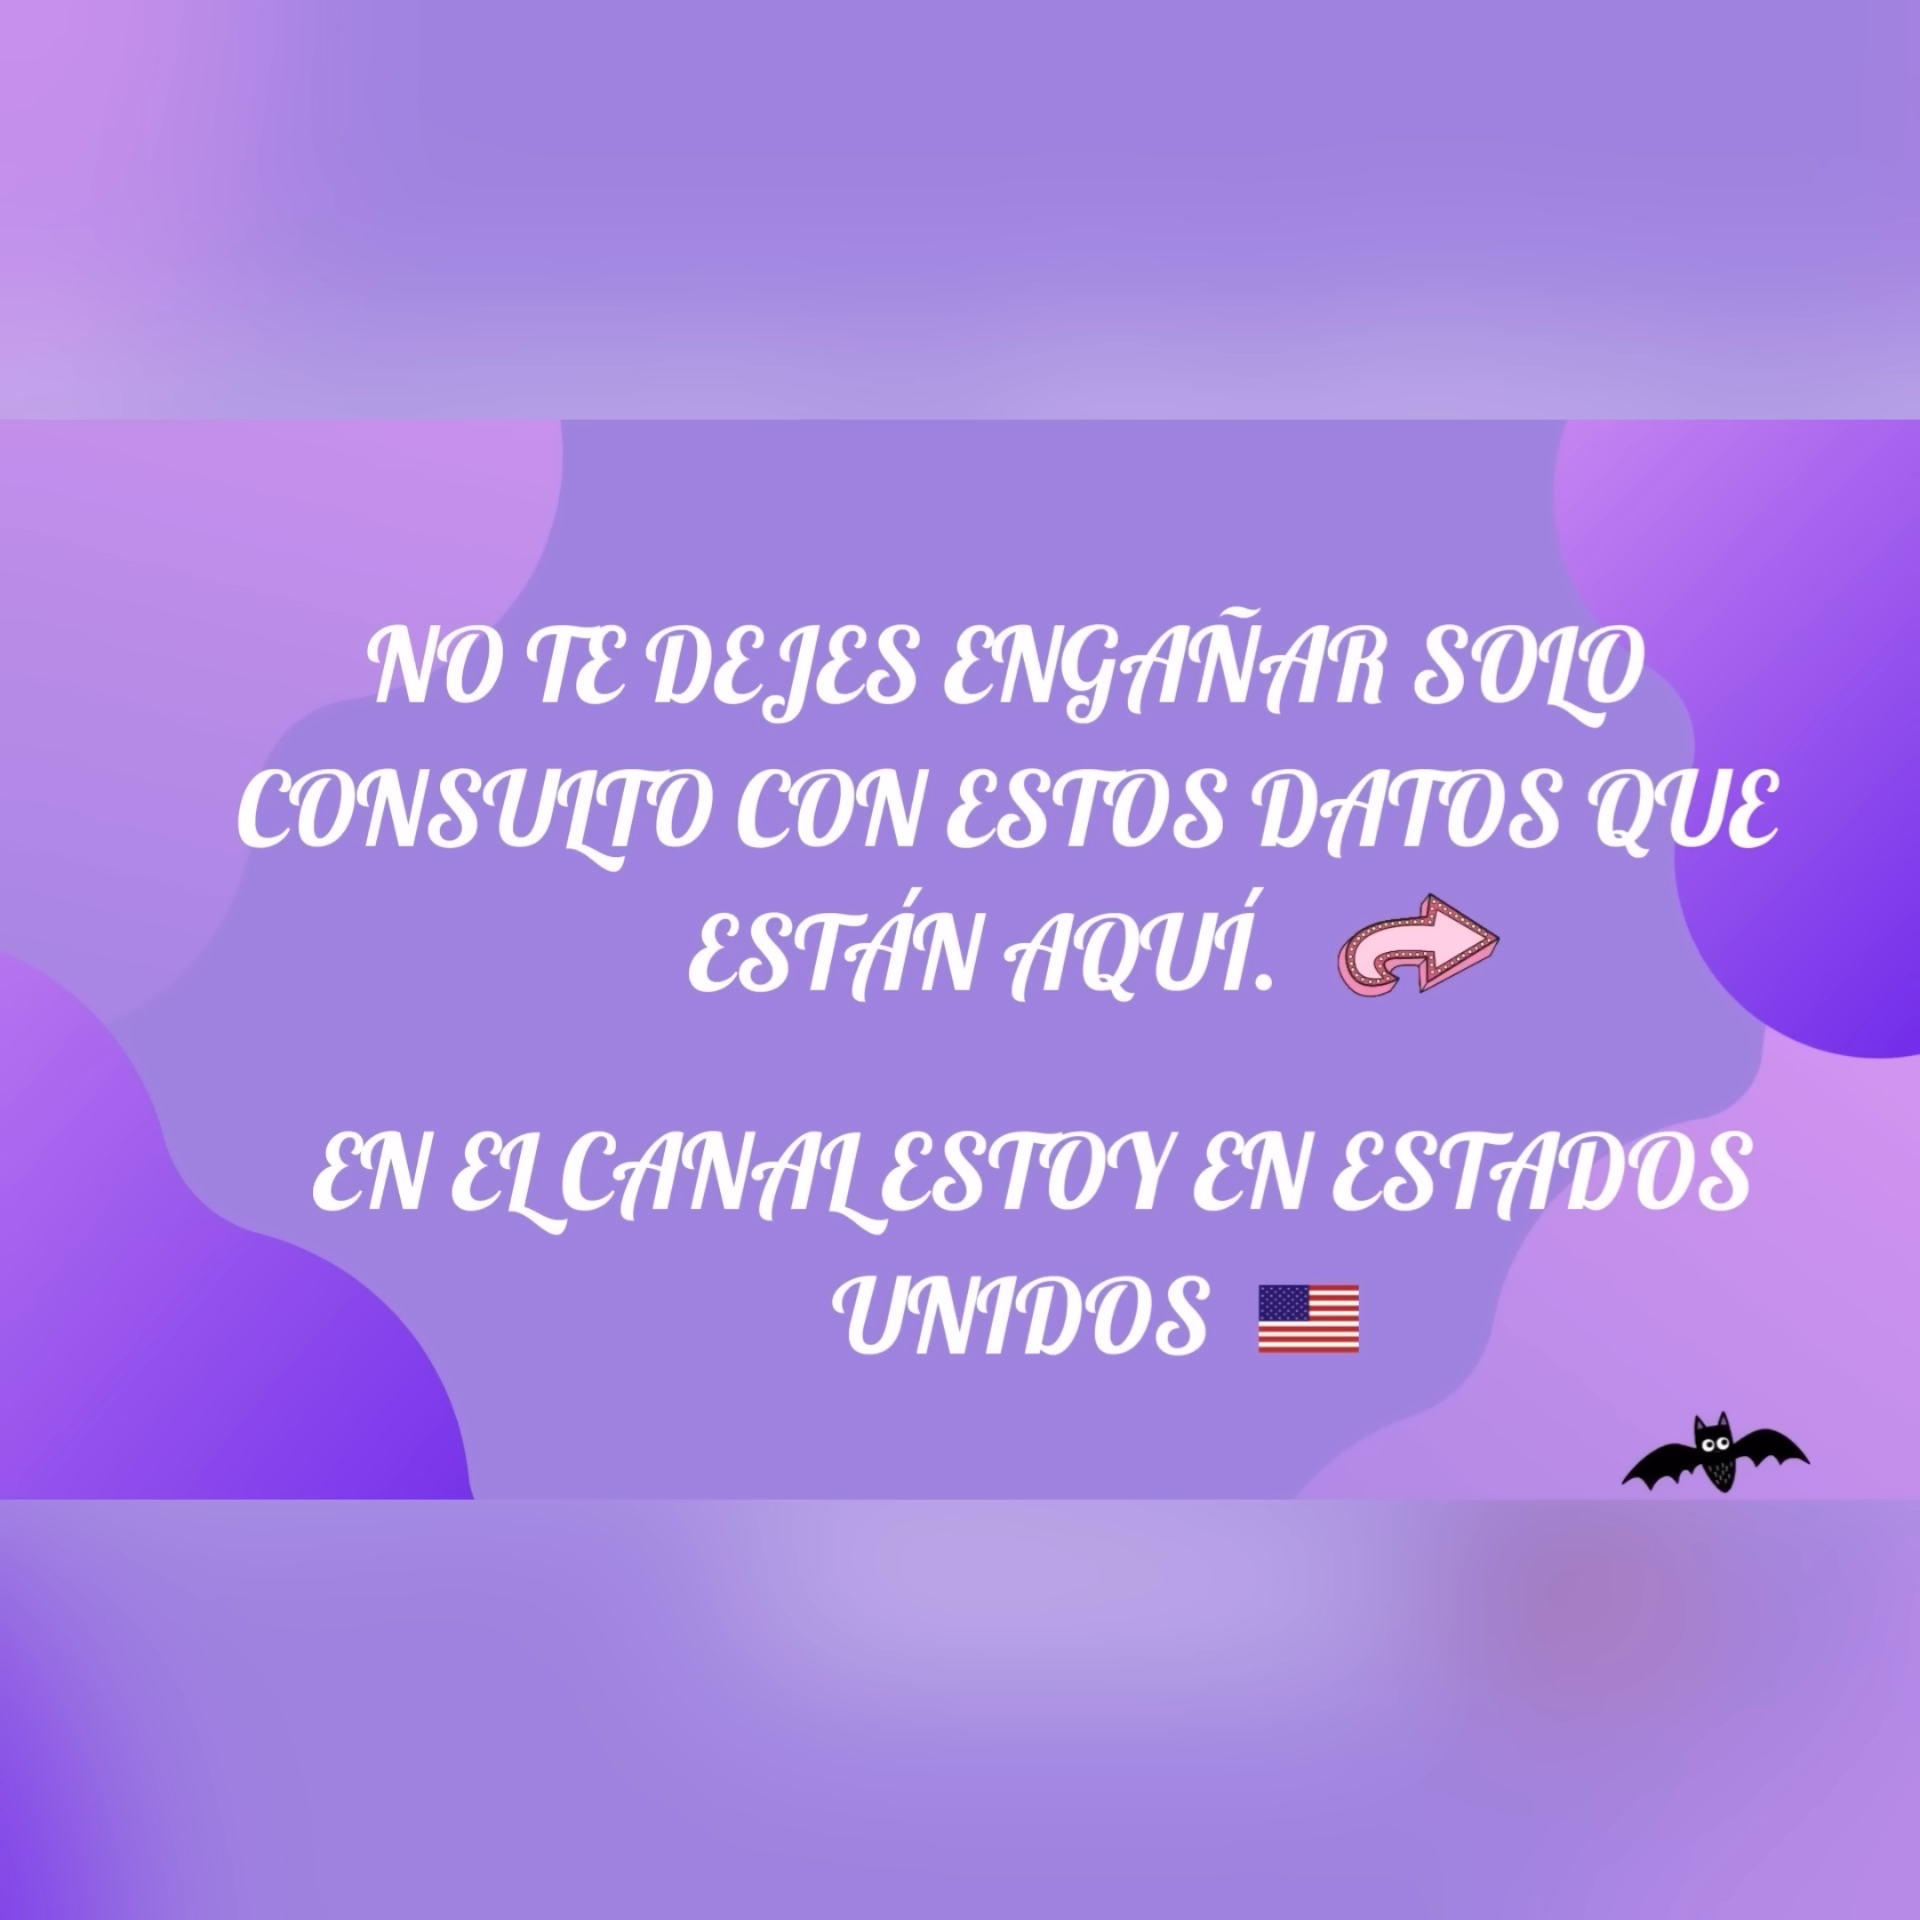 NO TE DEJES ENGAÑAR SOLO
CONSULTO CON ESTOS DATOS QUE
ESTÁN AQUÍ.
EN EL CANAL ESTOY EN ESTADOS
UNIDOS